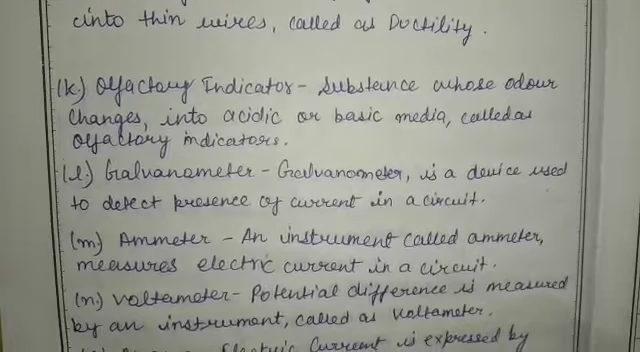 into thin wires, called as Ductility.
(k.) Olfactory Indicator - Substance whose odour
changes, into acidic or basic media, called as
olfactory indicators.
(l.) Galvanometer - Galvanometer, is a device used
to detect presence of current in a circuit.
(m) Ammeter - An instrument called ammeter,
measures electric current in a circuit.
(n) Voltameter - Potential difference is measured
by an instrument, called as Voltameter.
Electric Current is expressed by